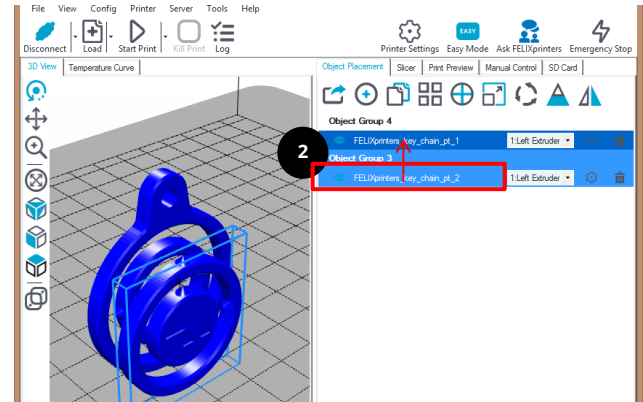 File View Config Printer Server Tools Help
Disconnect Load Start Print Kill Print Log
EASY
Printer Settings Easy Mode Ask FELIXprinters Emergency Stop
3D View Temperature Curve
Object Placement Slicer Print Preview Manual Control SD Card
Object Group 4
FELIXprinters_key_chain_pt_1 1:Left Extruder
2
Object Group 3
FELIXprinters_key_chain_pt_2 1:Left Extruder